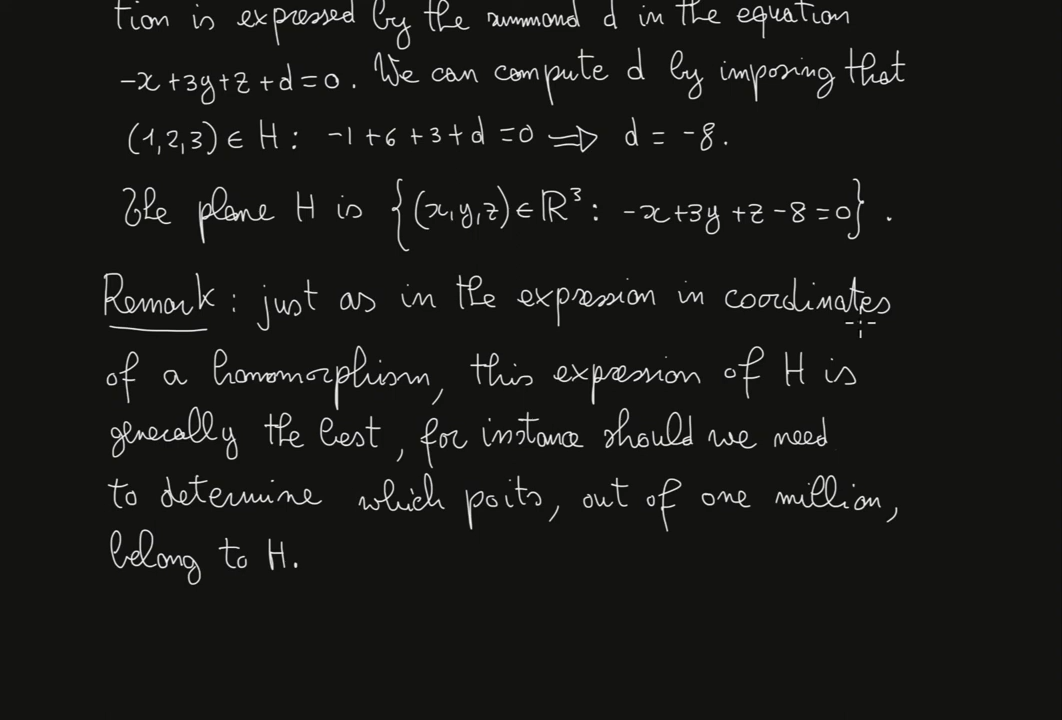 tion is expressed by the summand d in the equation
-x+3y+z+d=0. We can compute d by imposing that
(1,2,3) ∈ H: -1+6+3+d=0 ⟹ d = -8.
The plane H is {(x,y,z) ∈ ℝ³: -x+3y+z-8=0}.
Remark: just as in the expression in coordinates
of a homomorphism, this expression of H is
generally the best, for instance should we need
to determine which poits, out of one million,
belong to H.